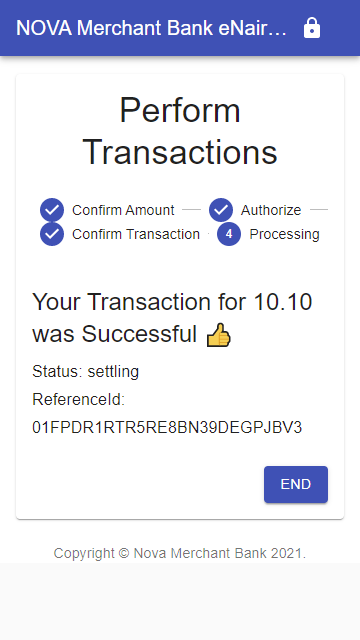 NOVA Merchant Bank eNair...
Perform
Transactions
Confirm Amount
Authorize
Confirm Transaction
4 Processing
Your Transaction for 10.10
was Successful 👍
Status: settling
ReferenceId:
01FPDR1RTR5RE8BN39DEGPJBV3
END
Copyright © Nova Merchant Bank 2021.